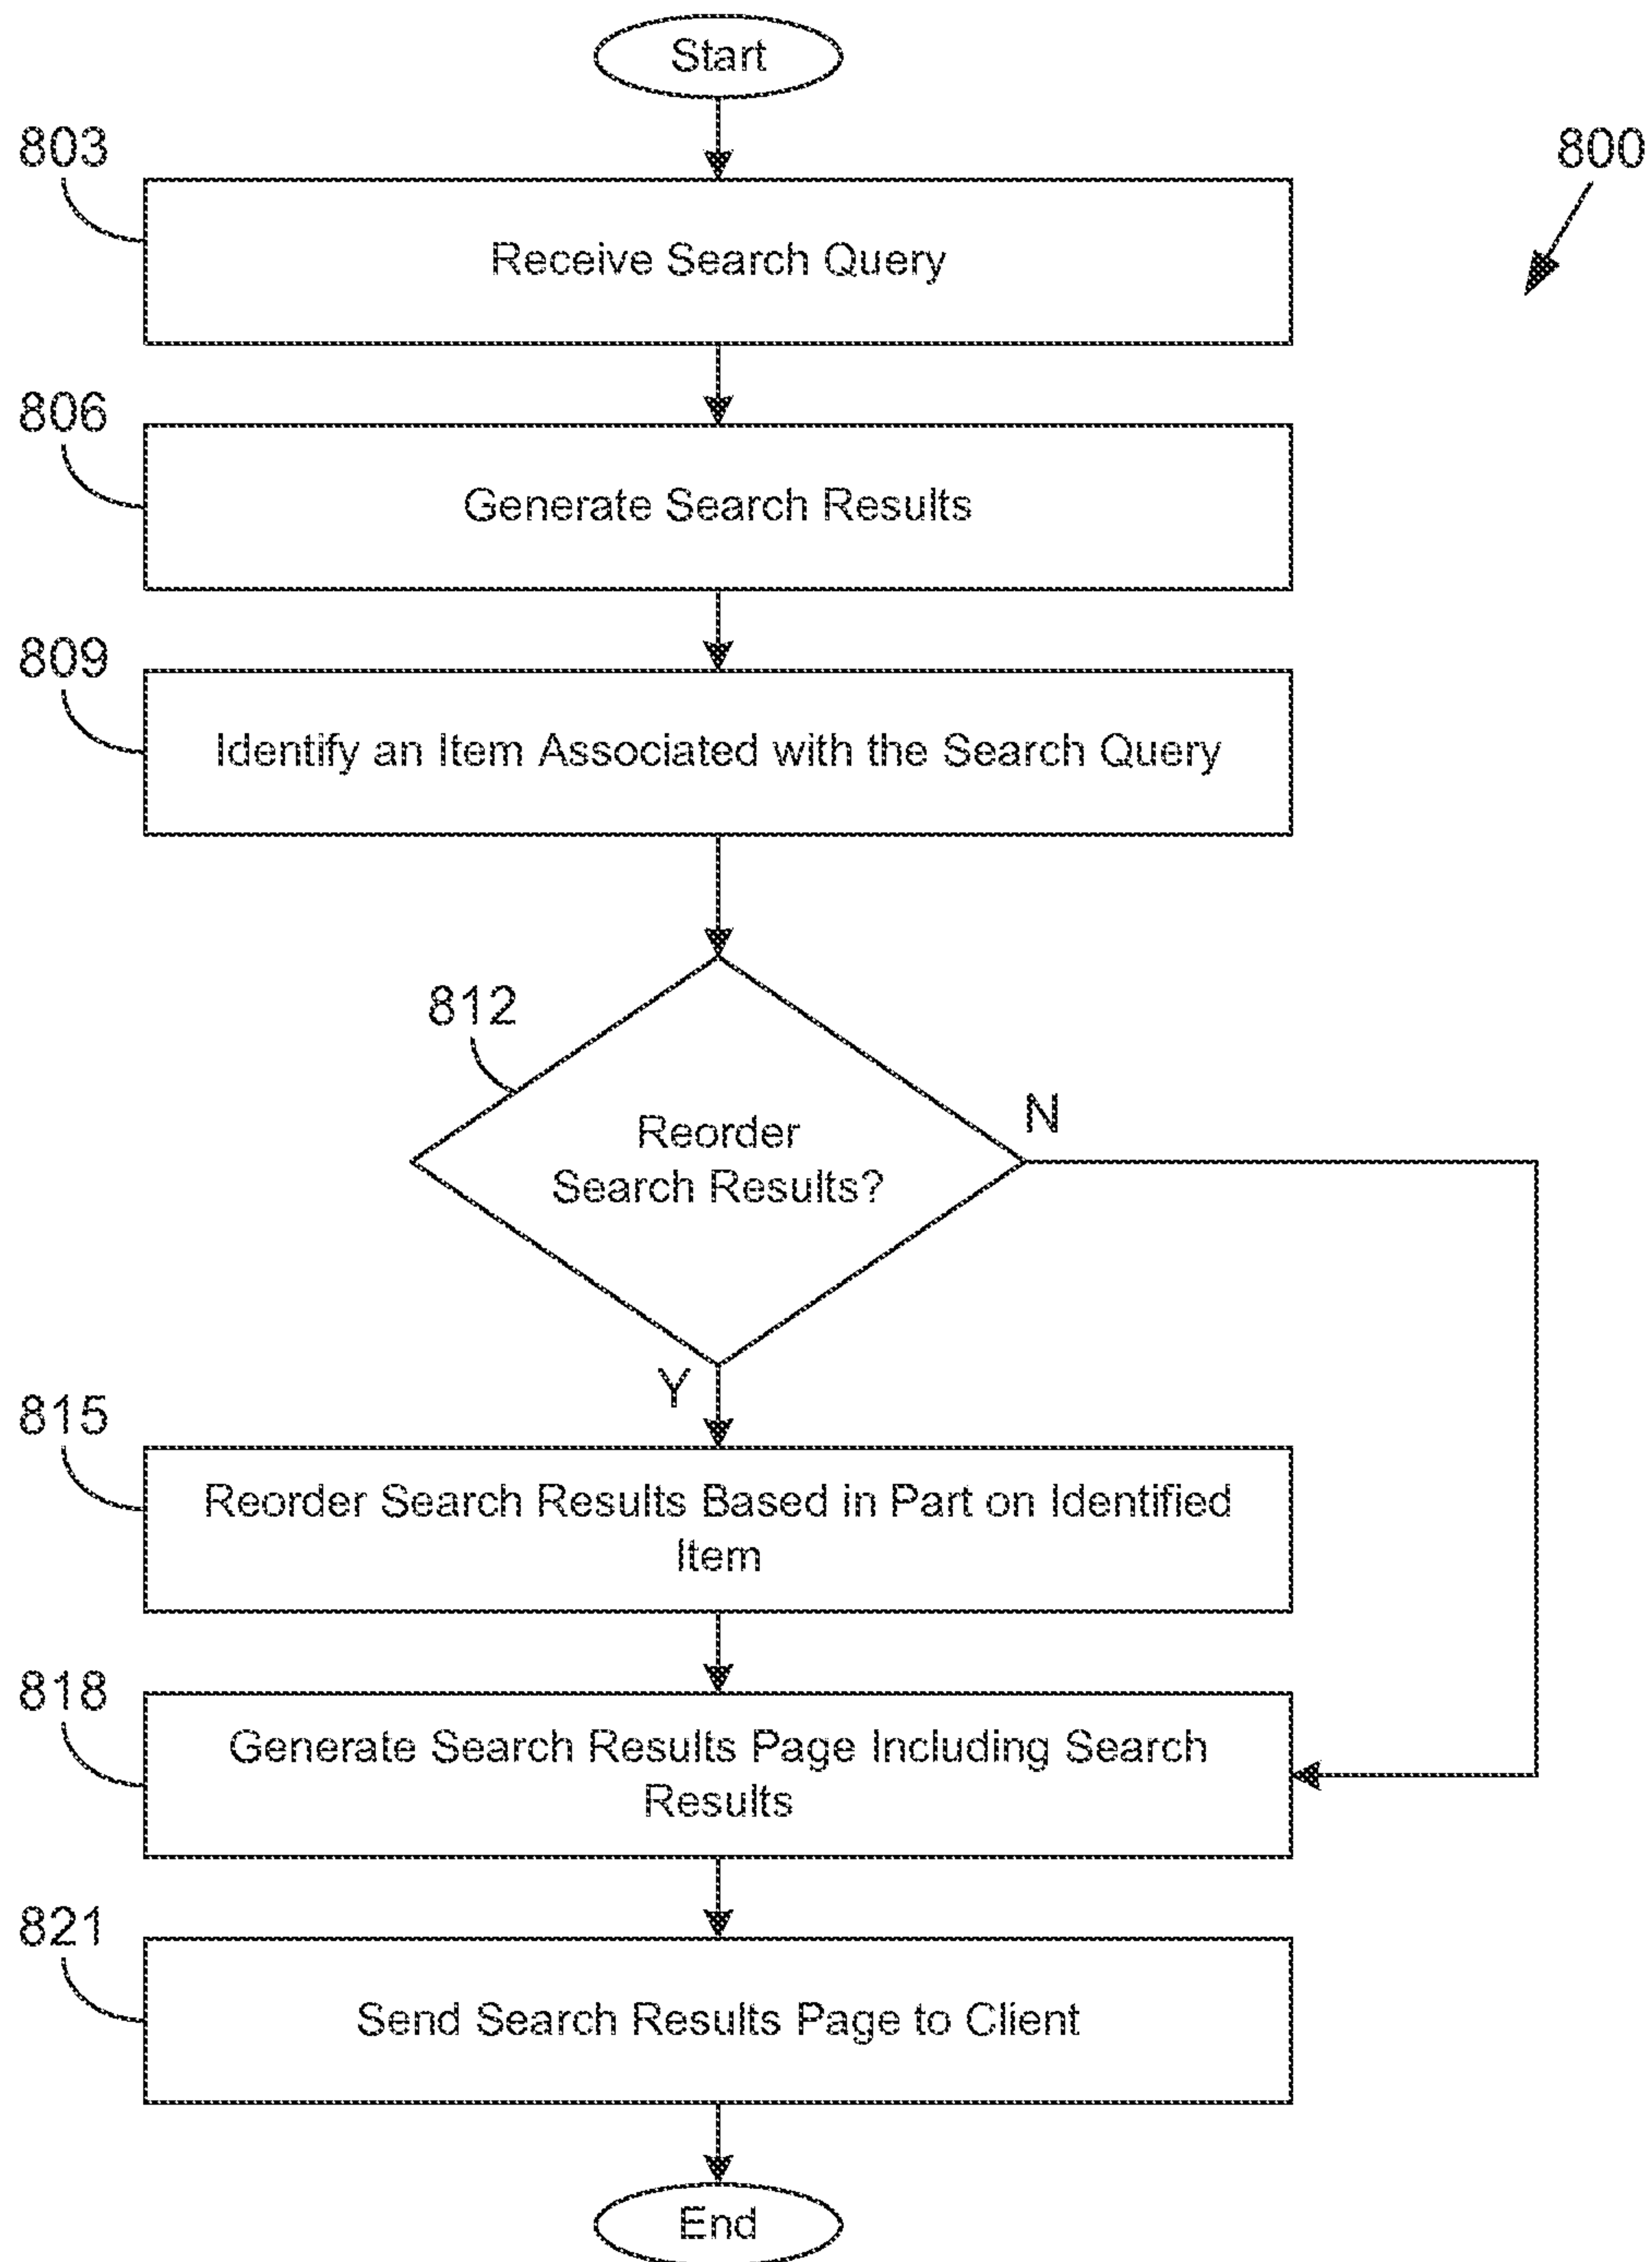 Start
803
800
Receive Search Query
806
Generate Search Results
809
Identify an Item Associated with the Search Query
812
N
Reorder
Search Results?
Y
815
Reorder Search Results Based in Part on Identified
Item
818
Generate Search Results Page Including Search
Results
821
Send Search Results Page to Client
End